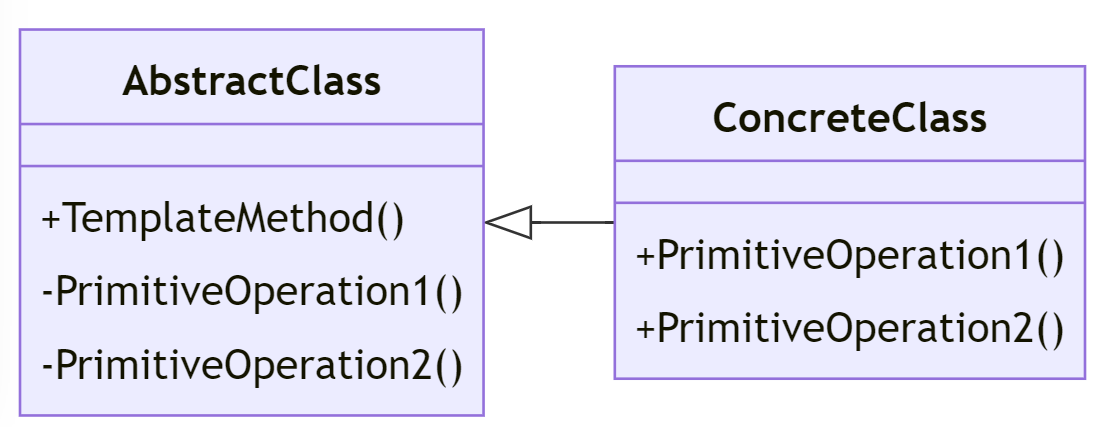 AbstractClass
+TemplateMethod()
-PrimitiveOperation1()
-PrimitiveOperation2()
ConcreteClass
+PrimitiveOperation1()
+PrimitiveOperation2()